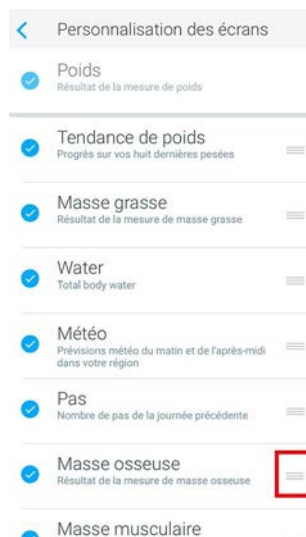 Personnalisation des écrans
Poids
Résultat de la mesure de poids
Tendance de poids
Progrès sur vos huit dernières pesées
Masse grasse
Résultat de la mesure de masse grasse
Water
Total body water
Météo
Prévisions météo du matin et de l'après-midi
dans votre région
Pas
Nombre de pas de la journée précédente
Masse osseuse
Résultat de la mesure de masse osseuse
Masse musculaire